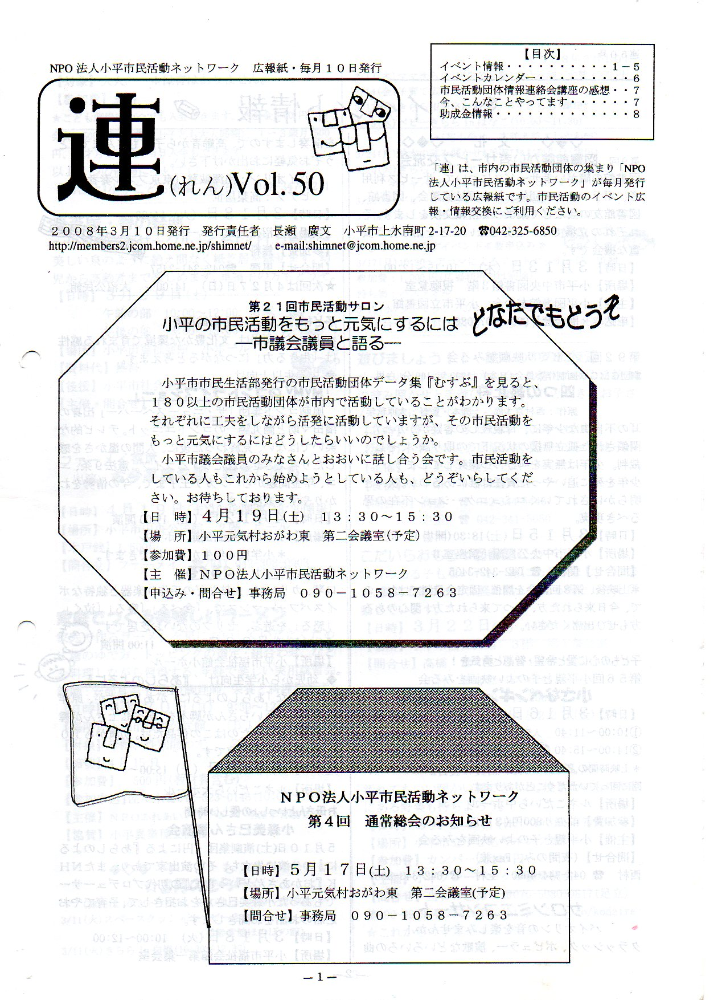 NPO 法人小平市民活動ネットワーク　広報紙・毎月１０日発行
連(れん)Vol.50
【目次】
イベント情報・・・・・・・・・・１－５
イベントカレンダー・・・・・・・・・６
市民活動団体情報連絡会講座の感想・・７
今、こんなことやってます・・・・・・７
助成金情報・・・・・・・・・・・・・８
「連」は、市内の市民活動団体の集まり「NPO
法人小平市民活動ネットワーク」が毎月発行
している広報紙です。市民活動のイベント広
報・情報交換にご利用ください。
２００８年３月１０日発行　発行責任者　長瀬　廣文　小平市上水南町 2-17-20　☎042-325-6850
http://members2.jcom.home.ne.jp/shimnet/　e-mail:shimnet@jcom.home.ne.jp
第２１回市民活動サロン
小平の市民活動をもっと元気にするには
どなたでもどうぞ
―市議会議員と語る―
小平市市民生活部発行の市民活動団体データ集『むすぶ』を見ると、
１８０以上の市民活動団体が市内で活動していることがわかります。
それぞれに工夫をしながら活発に活動していますが、その市民活動を
もっと元気にするにはどうしたらいいのでしょうか。
小平市議会議員のみなさんとおおいに話し合う会です。市民活動を
している人もこれから始めようとしている人も、どうぞいらしてくだ
さい。お待ちしております。
【日　時】４月１９日(土)　１３：３０～１５：３０
【場　所】小平元気村おがわ東　第二会議室(予定)
【参加費】１００円
【主　催】ＮＰＯ法人小平市民活動ネットワーク
【申込み・問合せ】事務局　０９０－１０５８－７２６３
ＮＰＯ法人小平市民活動ネットワーク
第４回　通常総会のお知らせ
【日時】５月１７日(土)　１３：３０～１５：３０
【場所】小平元気村おがわ東　第二会議室(予定)
【問合せ】事務局　０９０－１０５８－７２６３
－１－